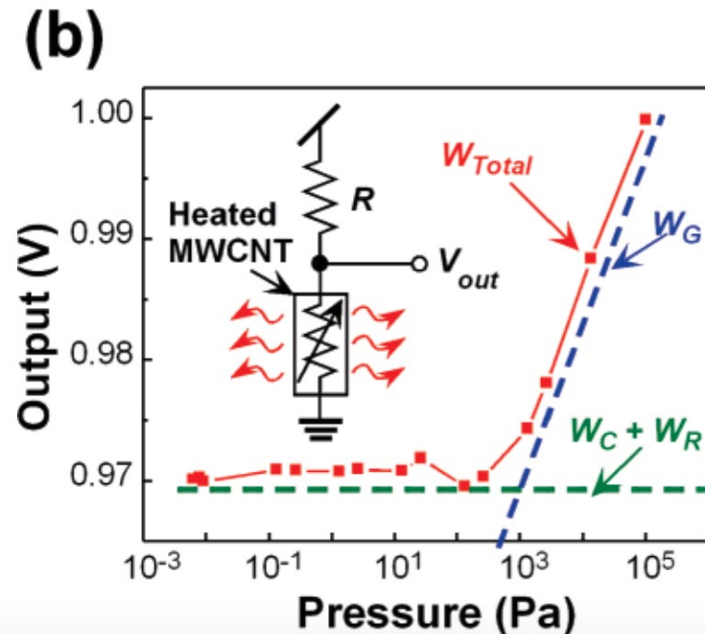 (b)
1.00
0.99
0.98
0.97
Output (V)
W_Total
W_G
W_C + W_R
R
Heated
MWCNT
V_out
10^-3
10^-1
10^1
10^3
10^5
Pressure (Pa)